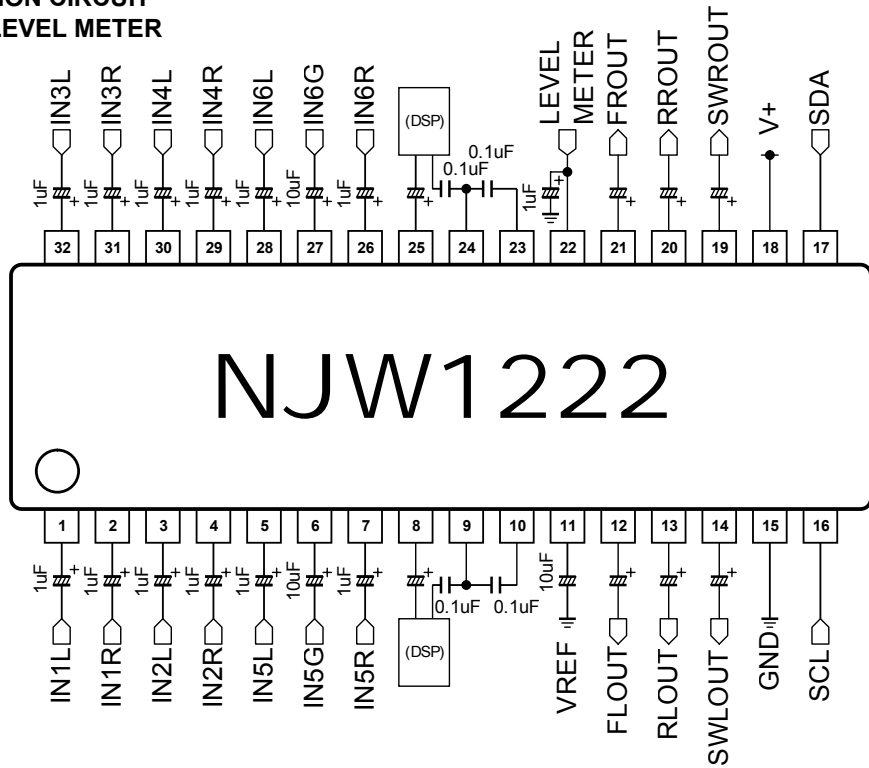 LEVEL METER
IN3L
IN3R
IN4L
IN4R
IN6L
IN6G
IN6R
(DSP)
LEVEL
METER
FROUT
RROUT
SWROUT
V+
SDA
0.1uF
0.1uF
1uF + 1uF + 1uF + 1uF + 1uF + 10uF + 1uF + + 1uF + + + +
32 31 30 29 28 27 26 25 24 23 22 21 20 19 18 17
NJW1222
1 2 3 4 5 6 7 8 9 10 11 12 13 14 15 16
1uF + 1uF + 1uF + 1uF + 1uF + 10uF + 1uF + + 10uF + + +
0.1uF 0.1uF
(DSP)
IN1L
IN1R
IN2L
IN2R
IN5L
IN5G
IN5R
VREF
FLOUT
RLOUT
SWLOUT
GND
SCL